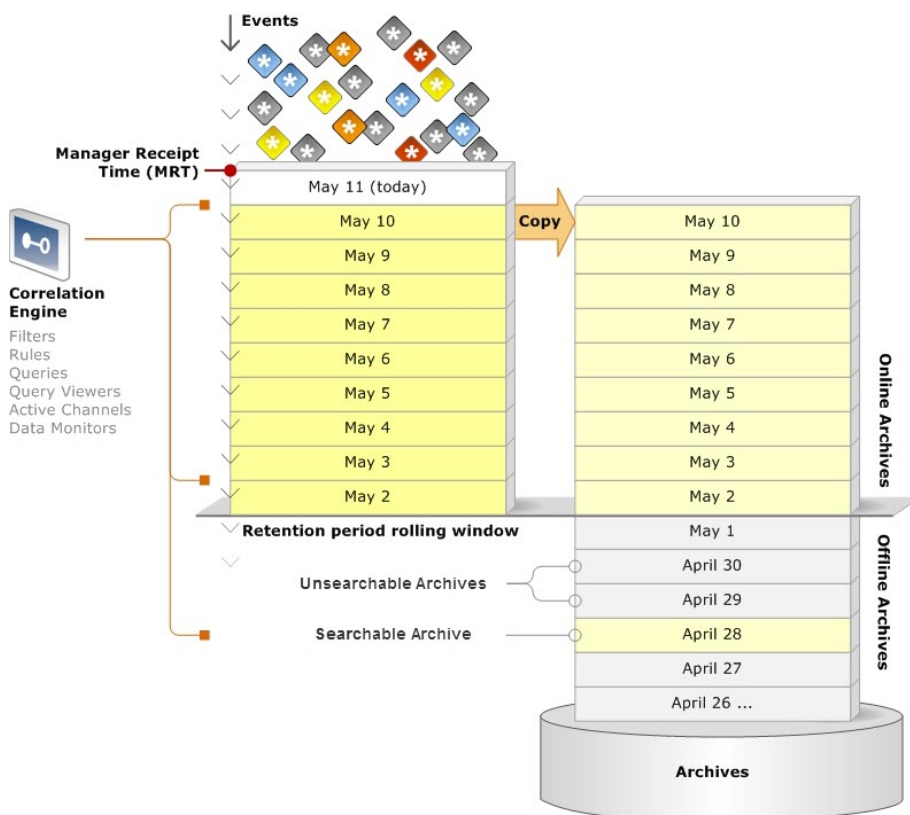 Events
Manager Receipt
Time (MRT)
May 11 (today)
May 10
May 9
May 8
May 7
May 6
May 5
May 4
May 3
May 2
Retention period rolling window
Correlation
Engine
Filters
Rules
Queries
Query Viewers
Active Channels
Data Monitors
Copy
May 10
May 9
May 8
May 7
May 6
May 5
May 4
May 3
May 2
May 1
April 30
April 29
April 28
April 27
April 26 ...
Online Archives
Offline Archives
Unsearchable Archives
Searchable Archive
Archives